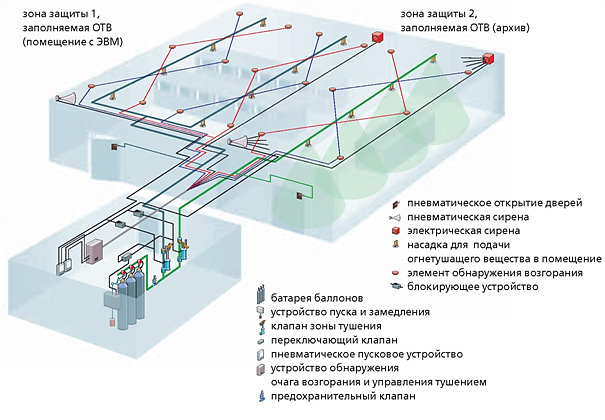 зона защиты 1,
заполняемая ОТВ
(помещение с ЭВМ)
зона защиты 2,
заполняемая ОТВ (архив)
пневматическое открытие дверей
пневматическая сирена
электрическая сирена
насадка для подачи
огнетушащего вещества в помещение
элемент обнаружения возгорания
блокирующее устройство
батарея баллонов
устройство пуска и замедления
клапан зоны тушения
переключающий клапан
пневматическое пусковое устройство
устройство обнаружения
очага возгорания и управления тушением
предохранительный клапан